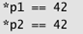 *p1 == 42
*p2 == 42